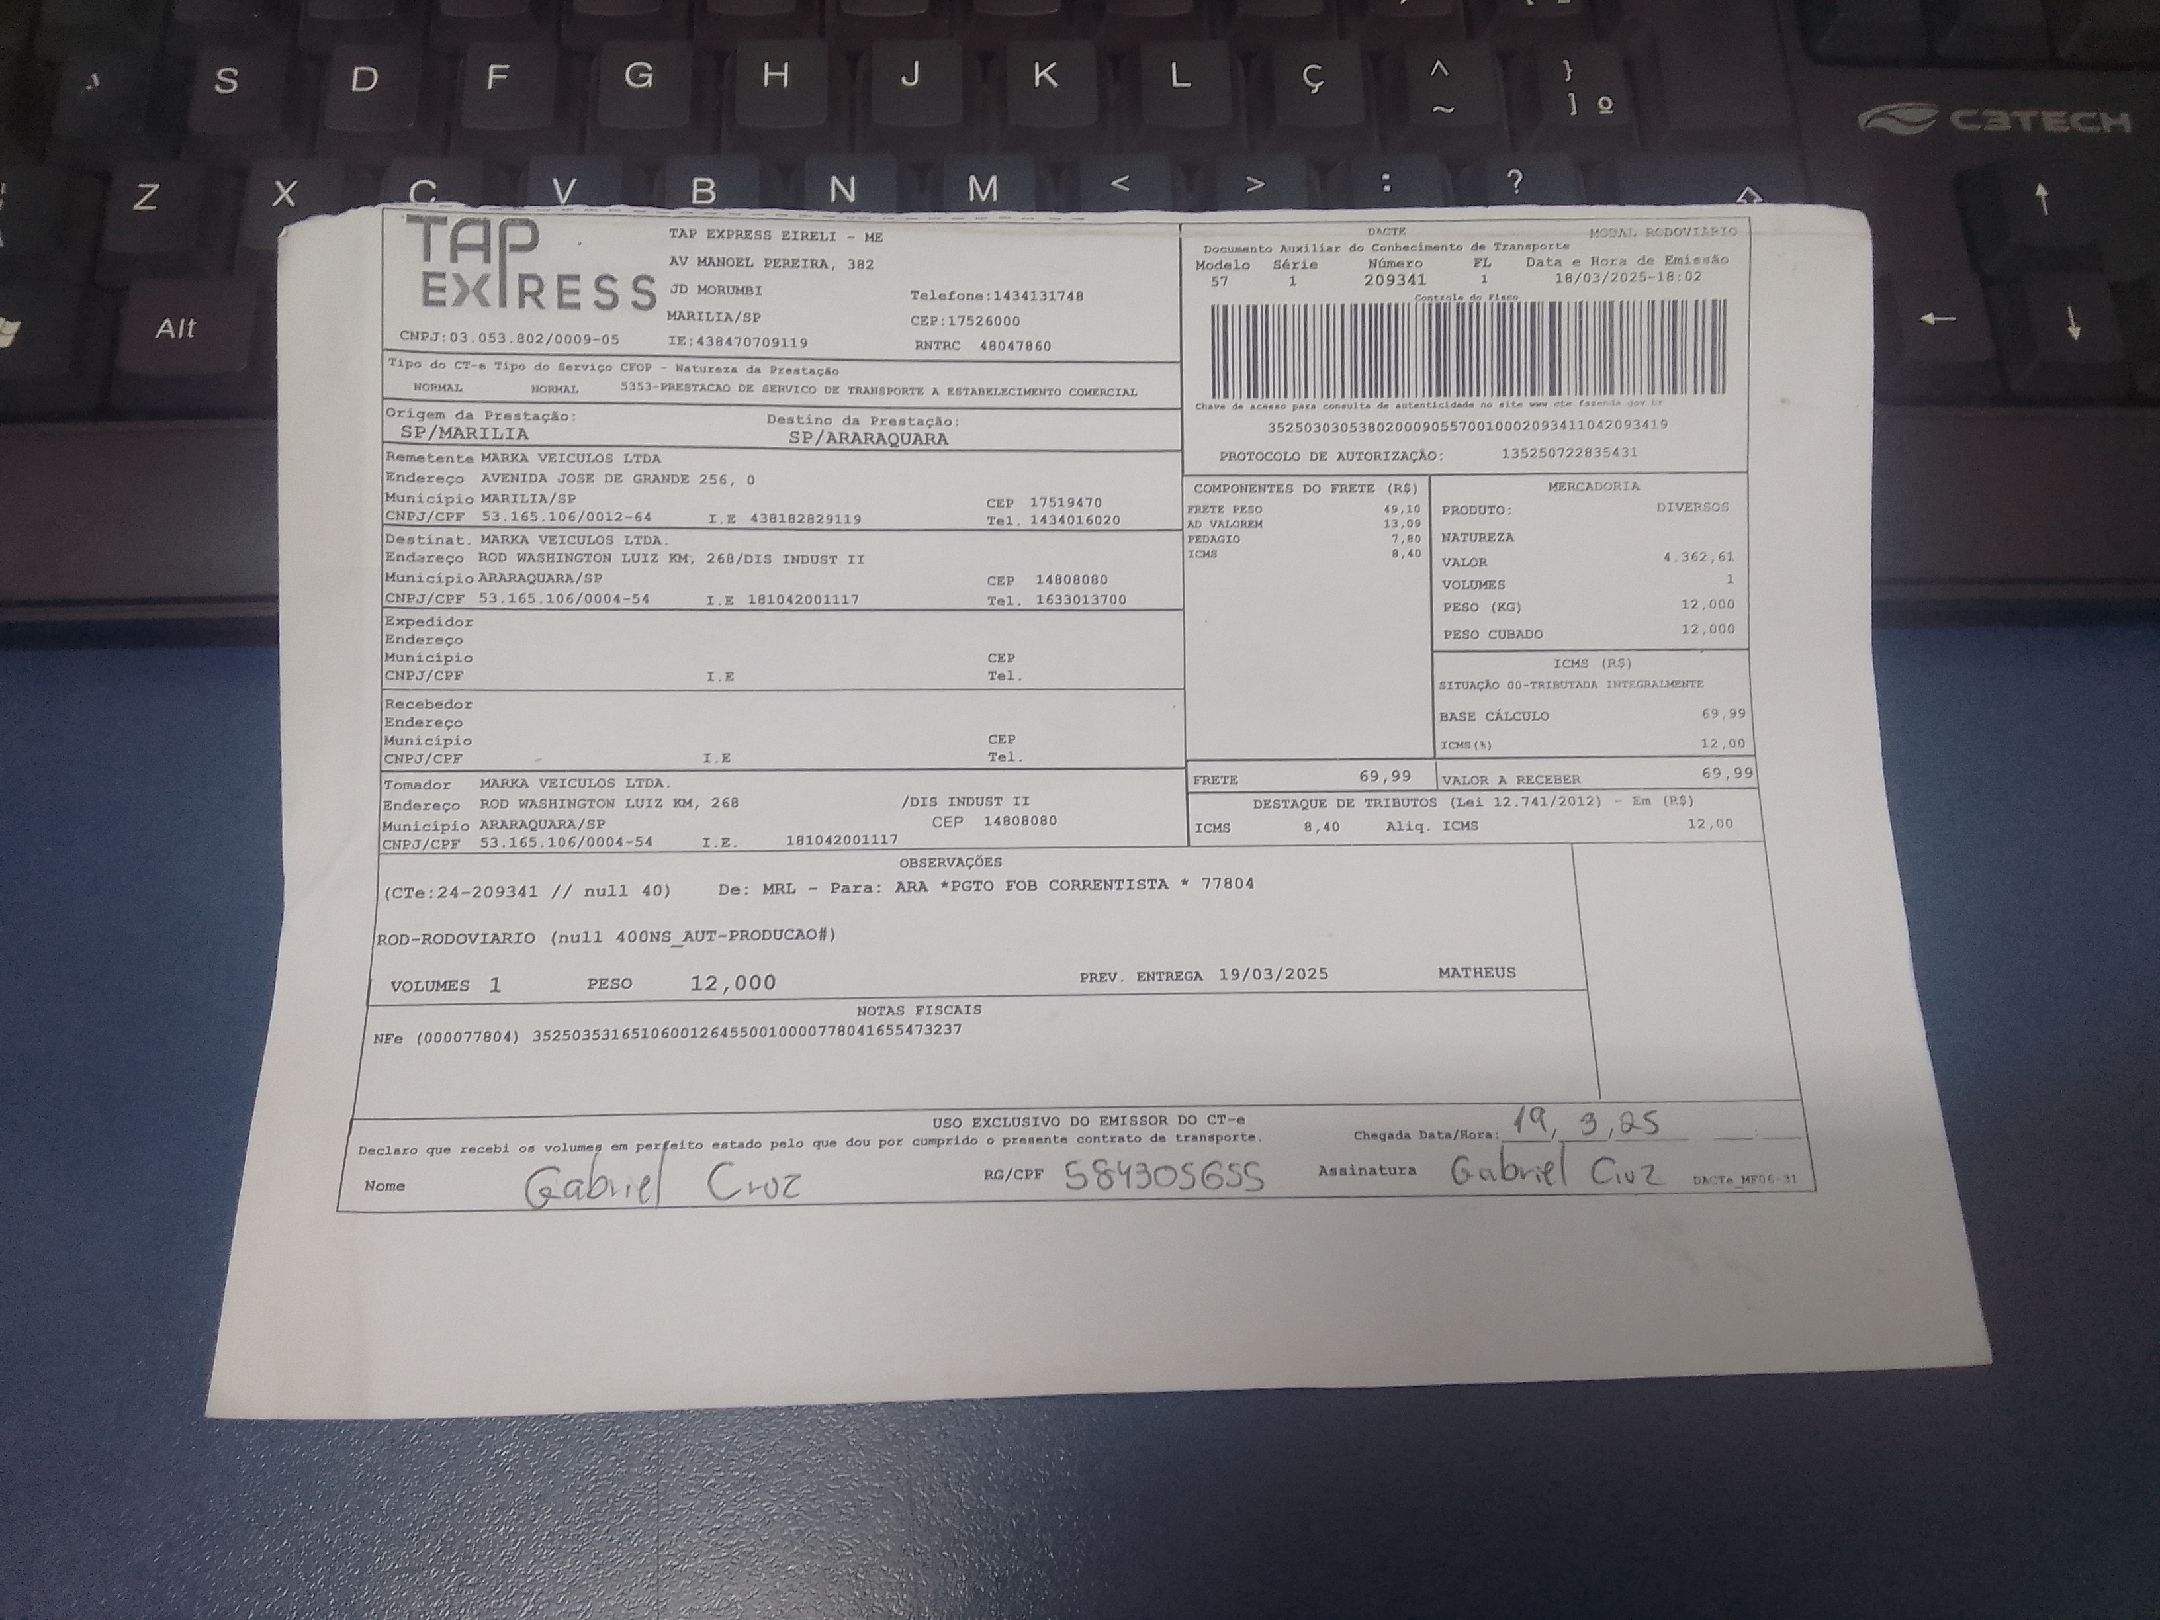 S D F G H J K L Ç ^ ~ } ] º
C3TECH
Z X C V B N M < > : ?
Alt
TAP EXPRESS
TAP EXPRESS EIRELI - ME
AV MANOEL PEREIRA, 382
JD MORUMBI Telefone:1434131748
MARILIA/SP CEP:17526000
CNPJ:03.053.802/0009-05 IE:438470709119 RNTRC 48047860
DACTE MODAL RODOVIÁRIO
Documento Auxiliar do Conhecimento de Transporte
Modelo Série Número FL Data e Hora de Emissão
57 1 209341 1 18/03/2025-18:02
Controle do Fisco
Chave de acesso para consulta de autenticidade no site www.cte.fazenda.gov.br
35250303053802000905570010002093411042093419
PROTOCOLO DE AUTORIZAÇÃO: 135250722835431
Tipo do CT-e Tipo do Serviço CFOP - Natureza da Prestação
NORMAL NORMAL 5353-PRESTACAO DE SERVICO DE TRANSPORTE A ESTABELECIMENTO COMERCIAL
Origem da Prestação: Destino da Prestação:
SP/MARILIA SP/ARARAQUARA
Remetente MARKA VEICULOS LTDA
Endereço AVENIDA JOSE DE GRANDE 256, 0
Município MARILIA/SP CEP 17519470
CNPJ/CPF 53.165.106/0012-64 I.E 438182829119 Tel. 1434016020
Destinat. MARKA VEICULOS LTDA.
Endereço ROD WASHINGTON LUIZ KM, 268/DIS INDUST II
Município ARARAQUARA/SP CEP 14808080
CNPJ/CPF 53.165.106/0004-54 I.E 181042001117 Tel. 1633013700
Expedidor
Endereço
Município CEP
CNPJ/CPF I.E Tel.
Recebedor
Endereço
Município CEP
CNPJ/CPF I.E Tel.
Tomador MARKA VEICULOS LTDA.
Endereço ROD WASHINGTON LUIZ KM, 268 /DIS INDUST II
Município ARARAQUARA/SP CEP 14808080
CNPJ/CPF 53.165.106/0004-54 I.E. 181042001117
COMPONENTES DO FRETE (R$)
FRETE PESO 49,10
AD VALOREM 13,09
PEDAGIO 7,80
ICMS 8,40
MERCADORIA
PRODUTO: DIVERSOS
NATUREZA
VALOR 4.362,61
VOLUMES 1
PESO (KG) 12,000
PESO CUBADO 12,000
ICMS (R$)
SITUAÇÃO 00-TRIBUTADA INTEGRALMENTE
BASE CÁLCULO 69,99
ICMS(%) 12,00
FRETE 69,99 VALOR A RECEBER 69,99
DESTAQUE DE TRIBUTOS (Lei 12.741/2012) - Em (R$)
ICMS 8,40 Aliq. ICMS 12,00
OBSERVAÇÕES
(CTe:24-209341 // null 40) De: MRL - Para: ARA *PGTO FOB CORRENTISTA * 77804
ROD-RODOVIARIO (null 400NS_AUT-PRODUCAO#)
VOLUMES 1 PESO 12,000 PREV. ENTREGA 19/03/2025 MATHEUS
NOTAS FISCAIS
NFe (000077804) 35250353165106001264550010000778041655473237
USO EXCLUSIVO DO EMISSOR DO CT-e
Declaro que recebi os volumes em perfeito estado pelo que dou por cumprido o presente contrato de transporte. Chegada Data/Hora: 19, 3, 25
Nome Gabriel Cruz RG/CPF 584305655 Assinatura Gabriel Cruz DACTe_MF06-31